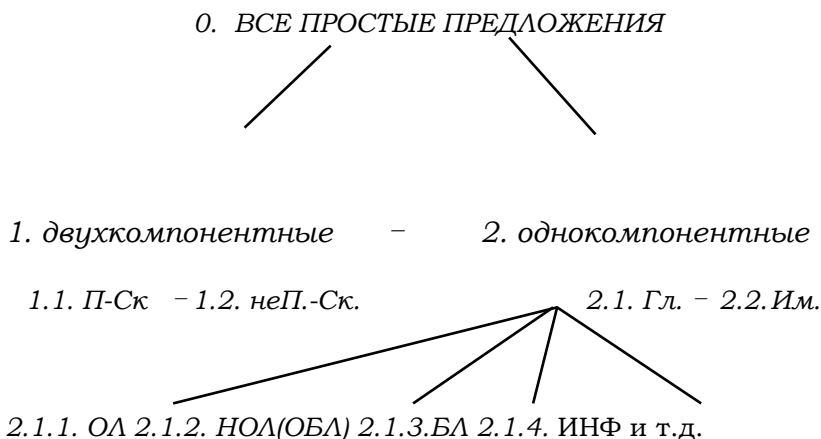 0. ВСЕ ПРОСТЫЕ ПРЕДЛОЖЕНИЯ
1. двухкомпонентные – 2. однокомпонентные
1.1. П-Ск – 1.2. неП.-Ск. 2.1. Гл. – 2.2. Им.
2.1.1. ОЛ 2.1.2. НОЛ(ОБЛ) 2.1.3.БЛ 2.1.4. ИНФ и т.д.